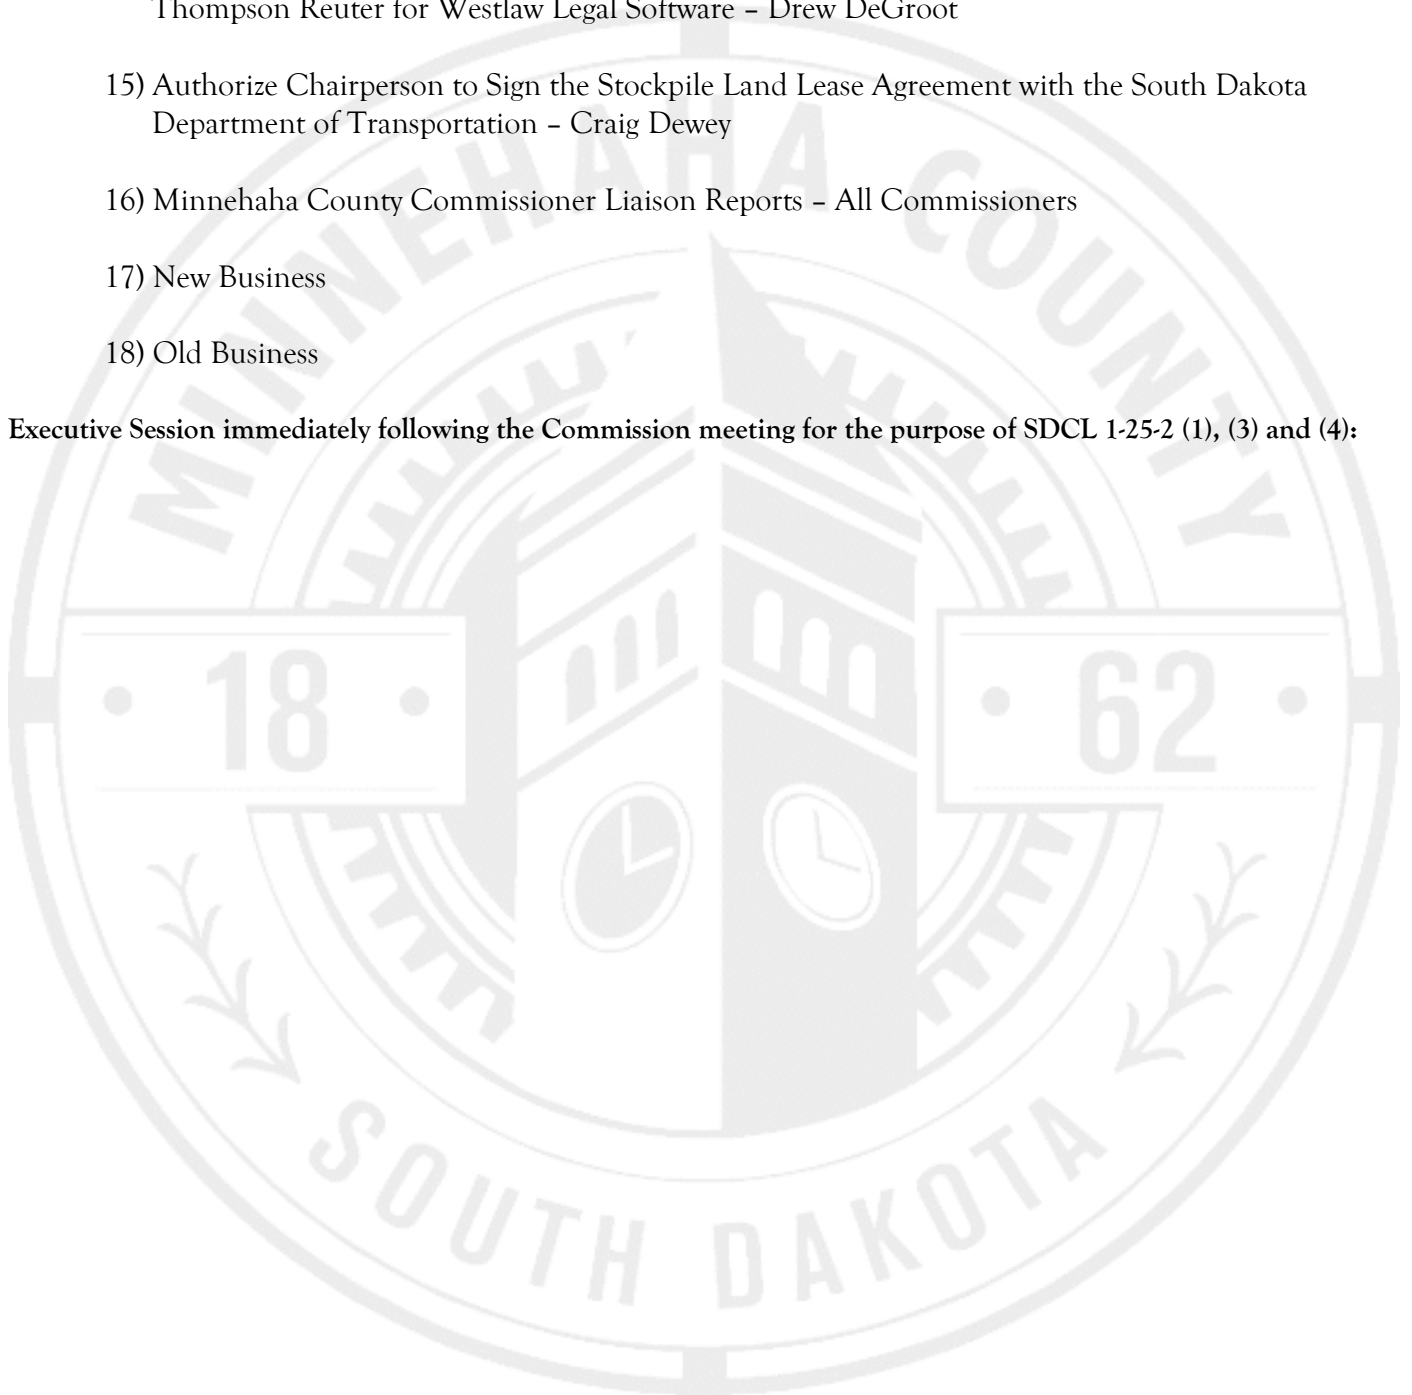 Thompson Reuter for Westlaw Legal Software – Drew DeGroot
15) Authorize Chairperson to Sign the Stockpile Land Lease Agreement with the South Dakota
Department of Transportation – Craig Dewey
16) Minnehaha County Commissioner Liaison Reports – All Commissioners
17) New Business
18) Old Business
Executive Session immediately following the Commission meeting for the purpose of SDCL 1-25-2 (1), (3) and (4):
MINNEHAHA COUNTY
18 62
SOUTH DAKOTA